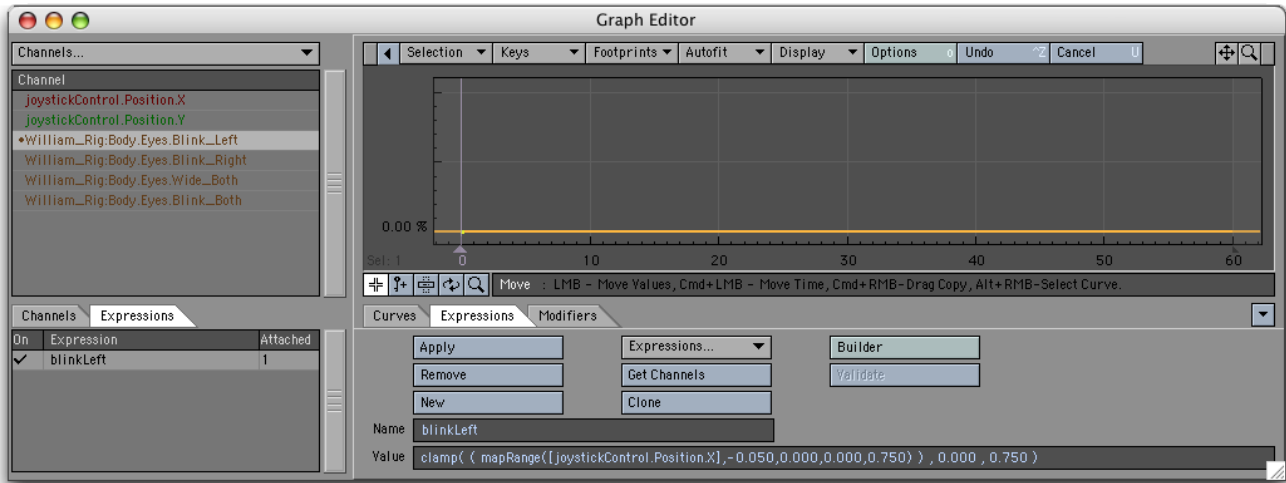 Graph Editor
Channels...
Selection Keys Footprints Autofit Display Options o Undo ^Z Cancel U
Channel
joystickControl.Position.X
joystickControl.Position.Y
William_Rig:Body.Eyes.Blink_Left
William_Rig:Body.Eyes.Blink_Right
William_Rig:Body.Eyes.Wide_Both
William_Rig:Body.Eyes.Blink_Both
0.00 %
Sel: 1 0 10 20 30 40 50 60
Move : LMB - Move Values, Cmd+LMB - Move Time, Cmd+RMB-Drag Copy, Alt+RMB-Select Curve.
Channels Expressions
Curves Expressions Modifiers
On Expression Attached
blinkLeft 1
Apply Expressions... Builder
Remove Get Channels Validate
New Clone
Name blinkLeft
Value clamp( ( mapRange([joystickControl.Position.X],-0.050,0.000,0.000,0.750) ) , 0.000 , 0.750 )